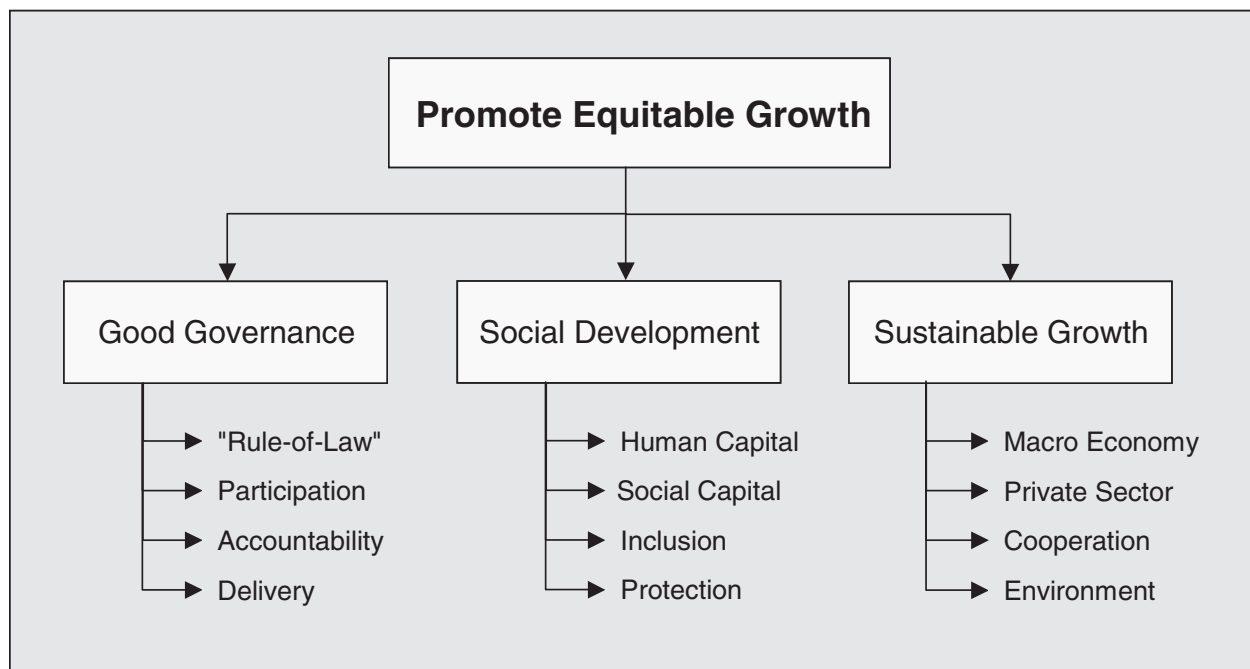 Promote Equitable Growth
Good Governance
Social Development
Sustainable Growth
"Rule-of-Law"
Participation
Accountability
Delivery
Human Capital
Social Capital
Inclusion
Protection
Macro Economy
Private Sector
Cooperation
Environment